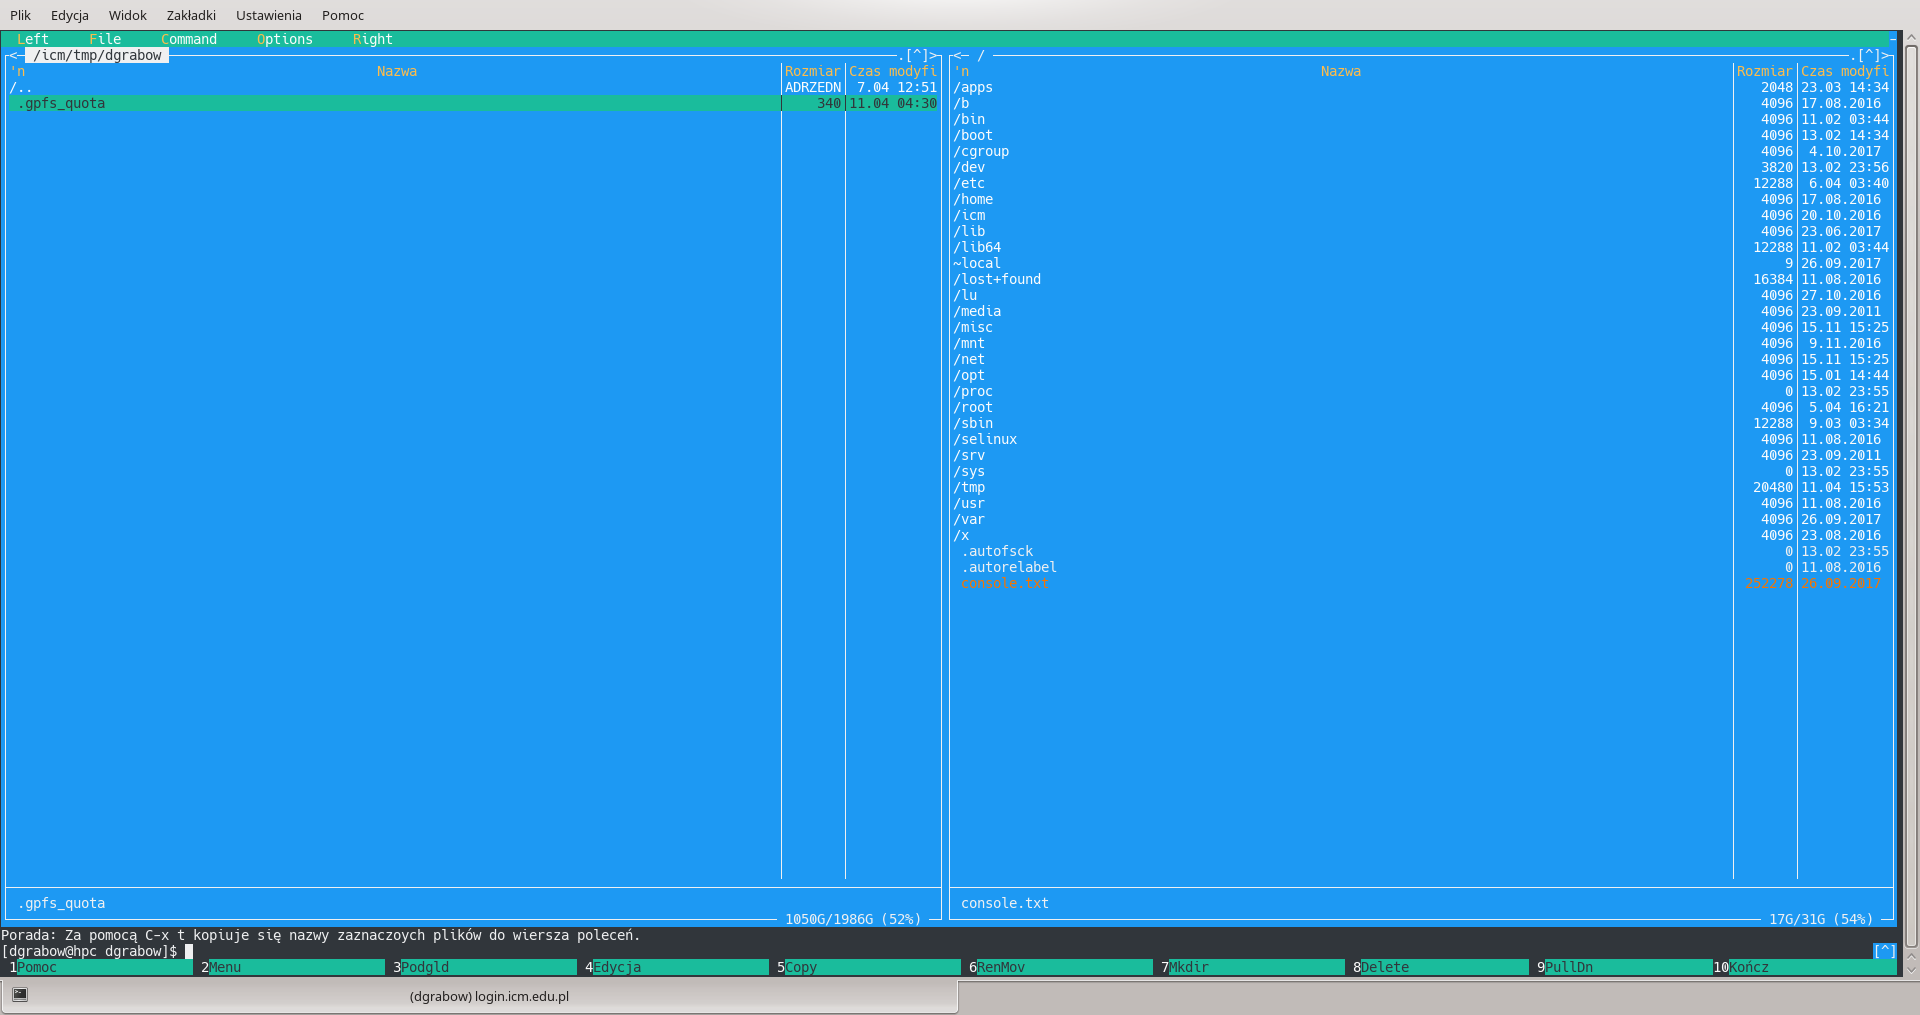 Plik Edycja Widok Zakładki Ustawienia Pomoc
Left File Command Options Right
<─ /icm/tmp/dgrabow .[^]>
'n Nazwa Rozmiar Czas modyfi
/.. ADRZEDN 7.04 12:51
.gpfs_quota 340 11.04 04:30
.gpfs_quota
1050G/1986G (52%)
<─ / .[^]>
'n Nazwa Rozmiar Czas modyfi
/apps 2048 23.03 14:34
/b 4096 17.08.2016
/bin 4096 11.02 03:44
/boot 4096 13.02 14:34
/cgroup 4096 4.10.2017
/dev 3820 13.02 23:56
/etc 12288 6.04 03:40
/home 4096 17.08.2016
/icm 4096 20.10.2016
/lib 4096 23.06.2017
/lib64 12288 11.02 03:44
~local 9 26.09.2017
/lost+found 16384 11.08.2016
/lu 4096 27.10.2016
/media 4096 23.09.2011
/misc 4096 15.11 15:25
/mnt 4096 9.11.2016
/net 4096 15.11 15:25
/opt 4096 15.01 14:44
/proc 0 13.02 23:55
/root 4096 5.04 16:21
/sbin 12288 9.03 03:34
/selinux 4096 11.08.2016
/srv 4096 23.09.2011
/sys 0 13.02 23:55
/tmp 20480 11.04 15:53
/usr 4096 11.08.2016
/var 4096 26.09.2017
/x 4096 23.08.2016
.autofsck 0 13.02 23:55
.autorelabel 0 11.08.2016
console.txt 252278 26.09.2017
console.txt
17G/31G (54%)
Porada: Za pomocą C-x t kopiuje się nazwy zaznaczoych plików do wiersza poleceń.
[dgrabow@hpc dgrabow]$ [^]
1Pomoc 2Menu 3Podgld 4Edycja 5Copy 6RenMov 7Mkdir 8Delete 9PullDn 10Kończ
(dgrabow) login.icm.edu.pl